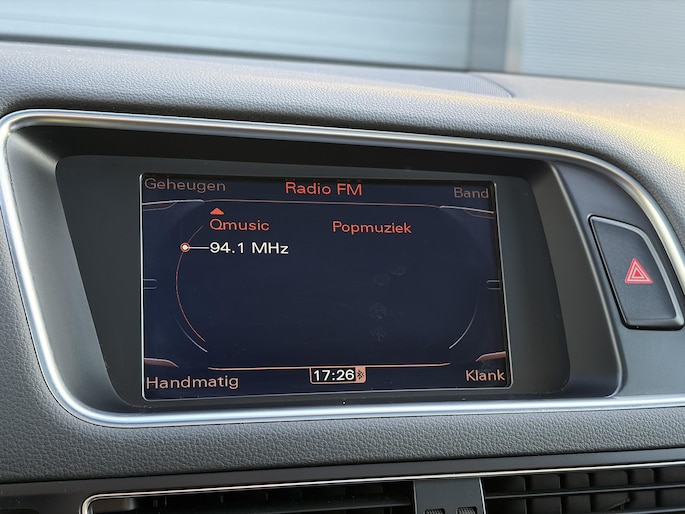 Geheugen Radio FM Band
Qmusic Popmuziek
94.1 MHz
Handmatig 17:26 Klank